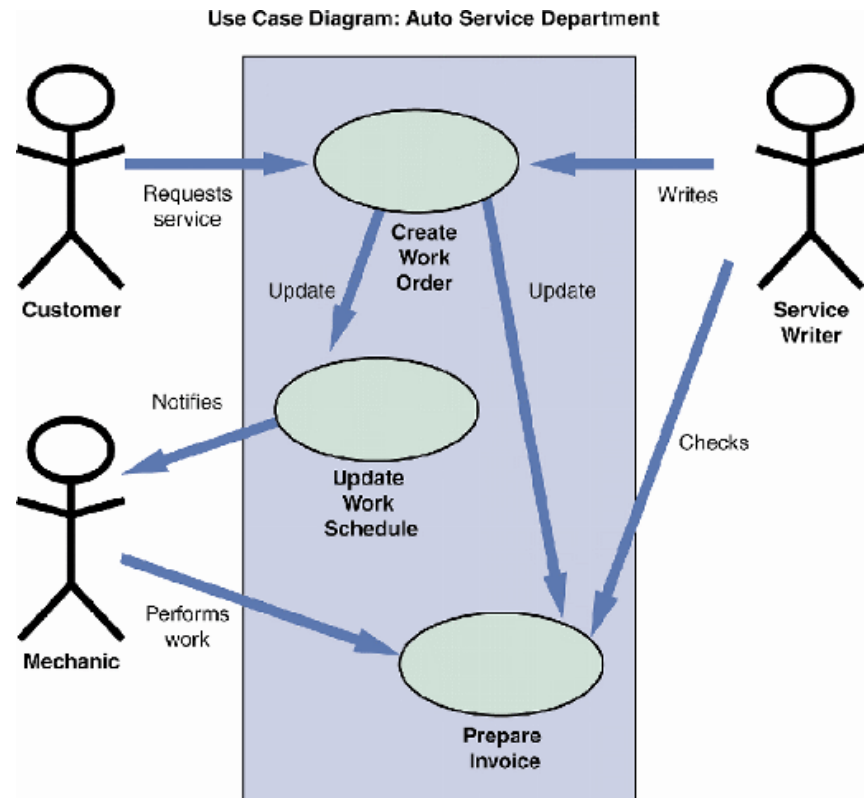 Use Case Diagram: Auto Service Department
Requests
service
Writes
Create
Work
Order
Update
Update
Customer
Service
Writer
Notifies
Checks
Update
Work
Schedule
Performs
work
Mechanic
Prepare
Invoice